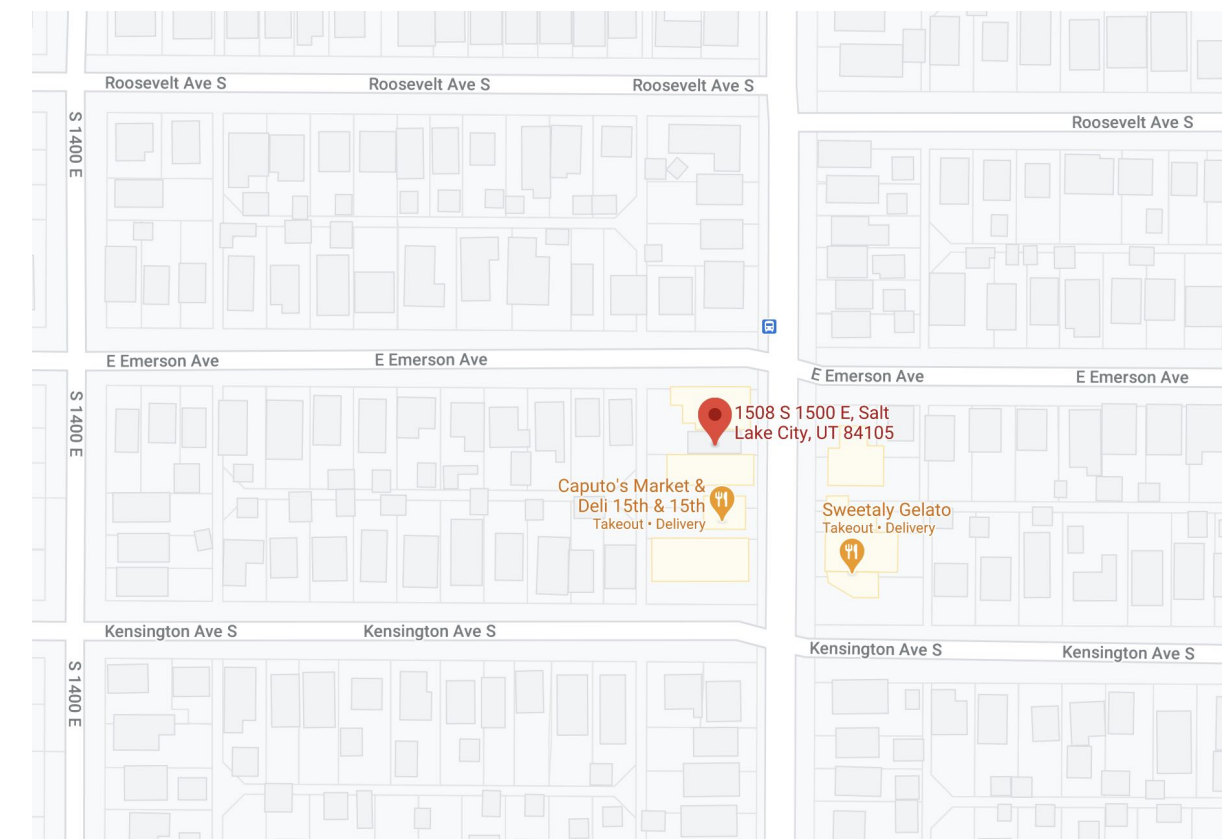 Roosevelt Ave S
Roosevelt Ave S
Roosevelt Ave S
S 1400 E
Roosevelt Ave S
E Emerson Ave
E Emerson Ave
E Emerson Ave
E Emerson Ave
S 1400 E
1508 S 1500 E, Salt
Lake City, UT 84105
Caputo's Market &
Deli 15th & 15th
Takeout • Delivery
Sweetaly Gelato
Takeout • Delivery
Kensington Ave S
Kensington Ave S
Kensington Ave S
Kensington Ave S
S 1400 E